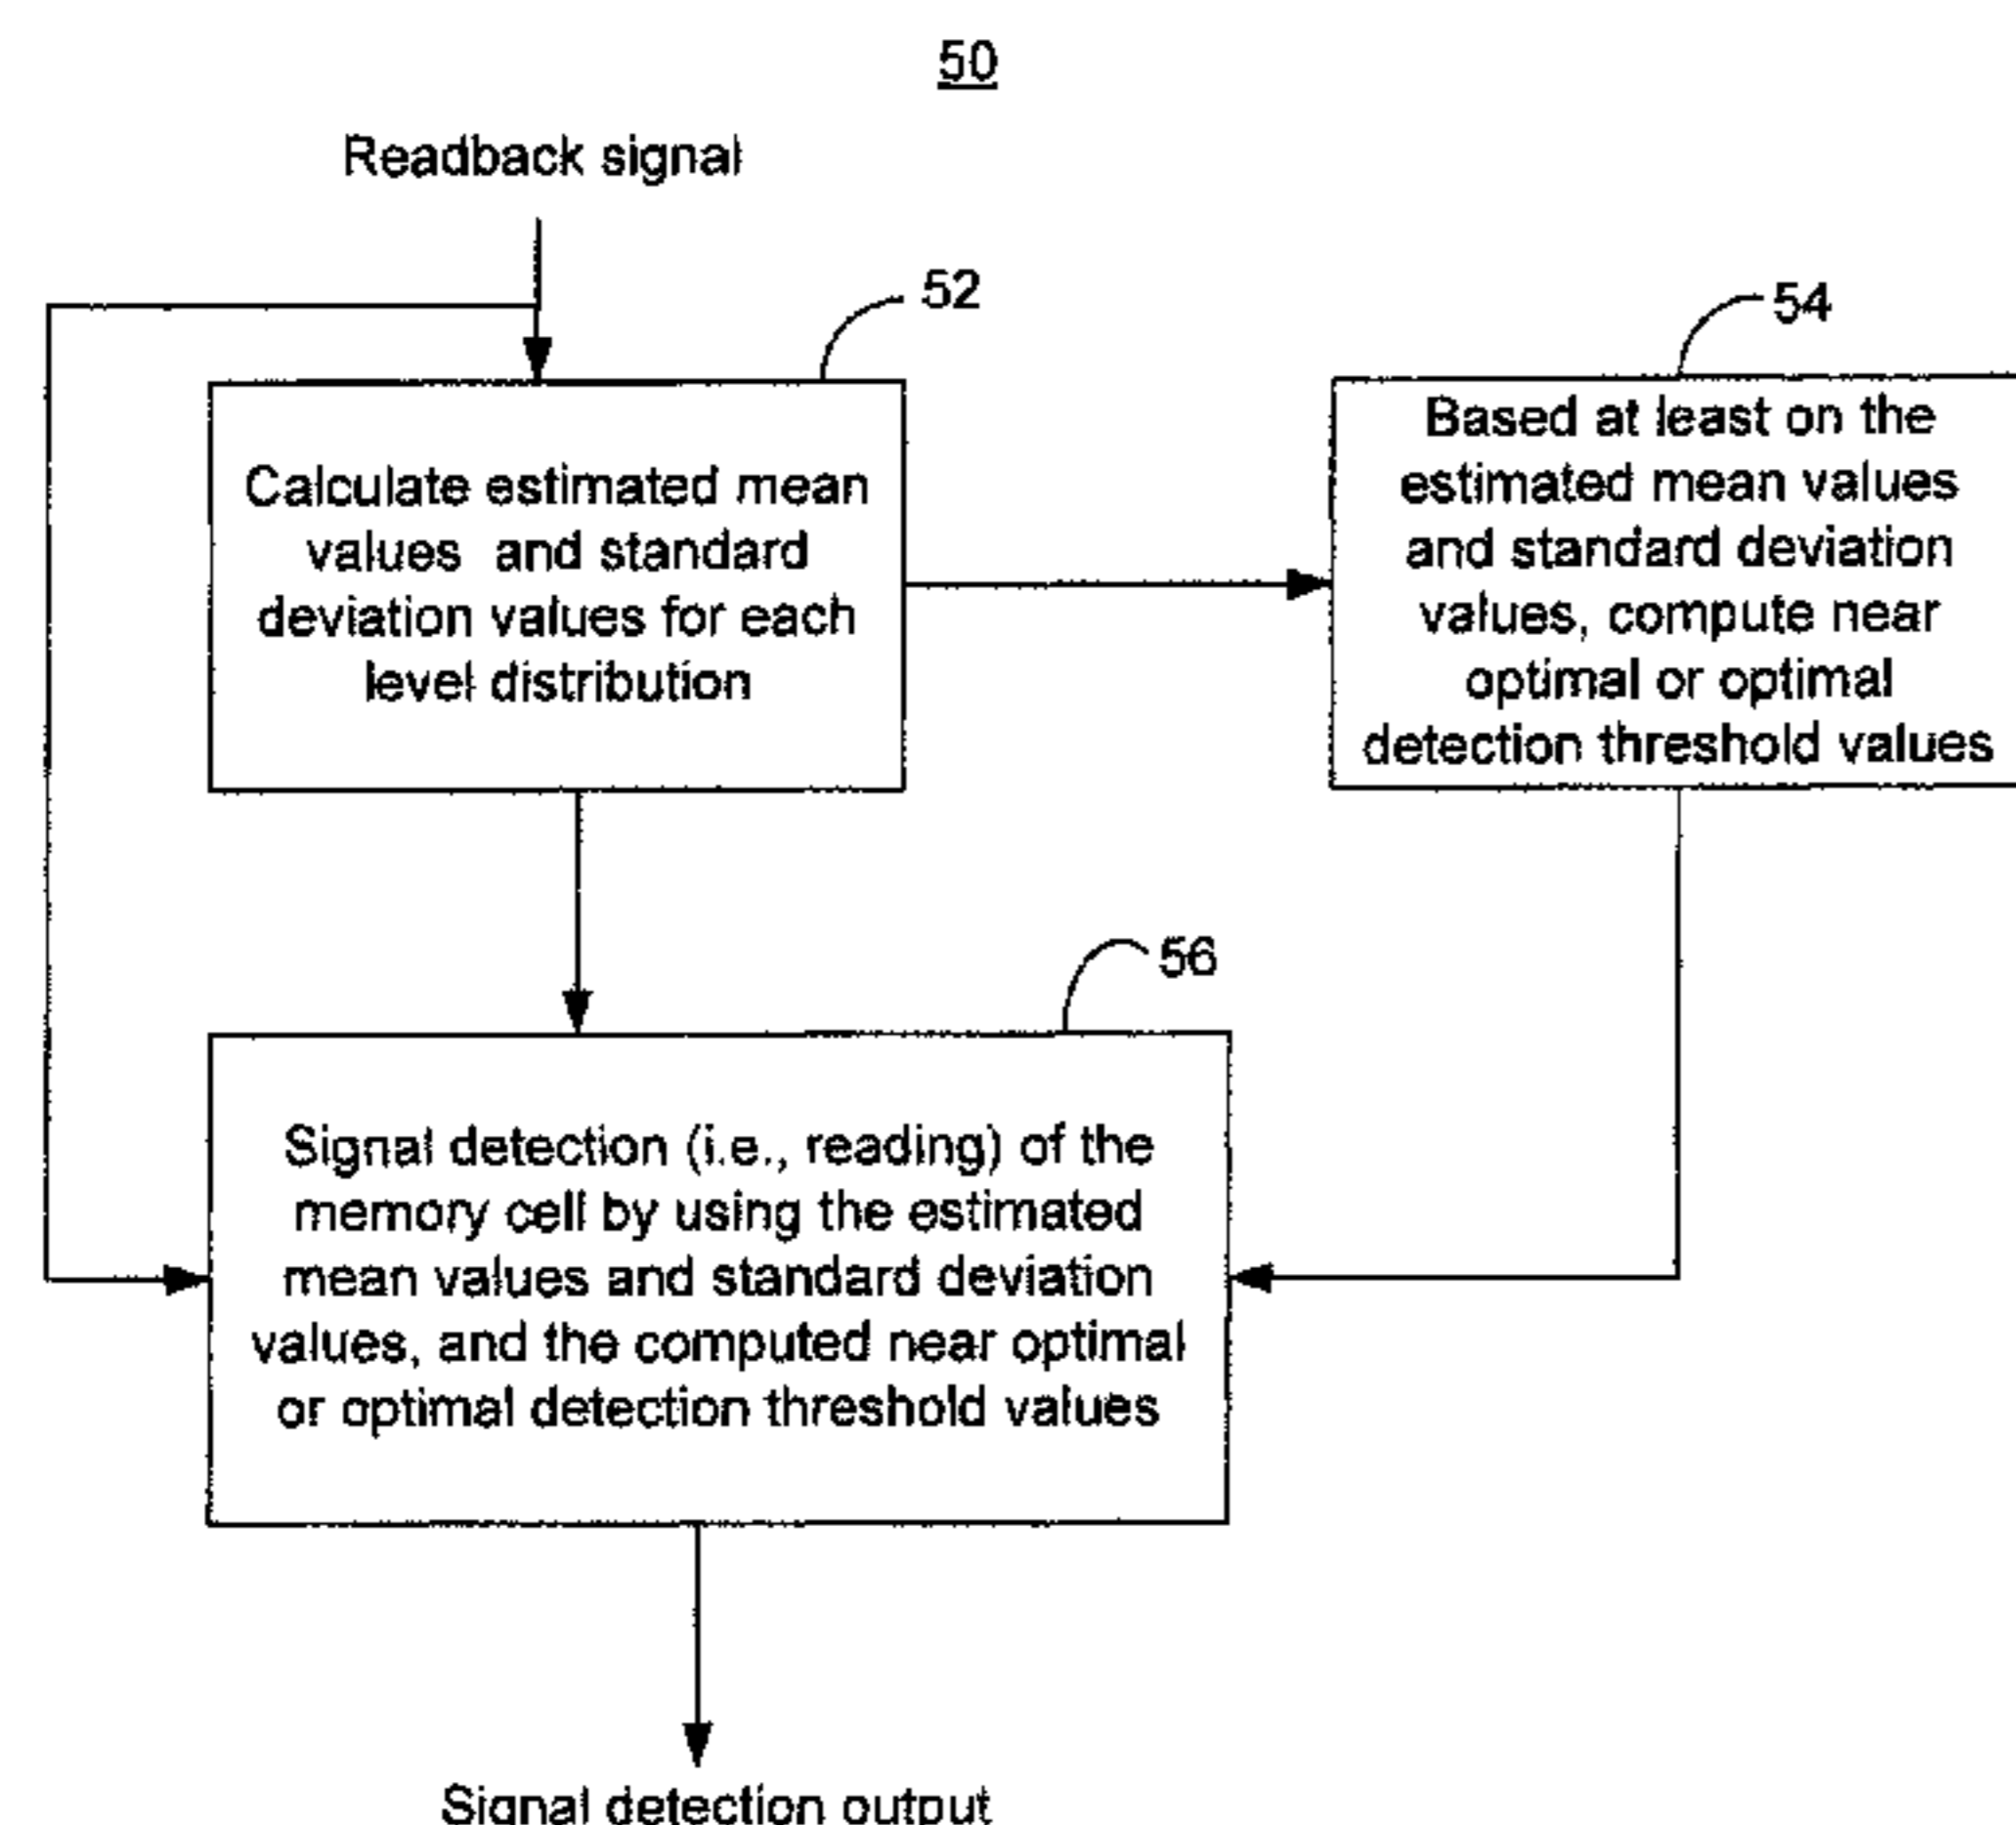 50
Readback signal
52
Calculate estimated mean
values and standard
deviation values for each
level distribution
54
Based at least on the
estimated mean values
and standard deviation
values, compute near
optimal or optimal
detection threshold values
56
Signal detection (i.e., reading) of the
memory cell by using the estimated
mean values and standard deviation
values, and the computed near optimal
or optimal detection threshold values
Signal detection output